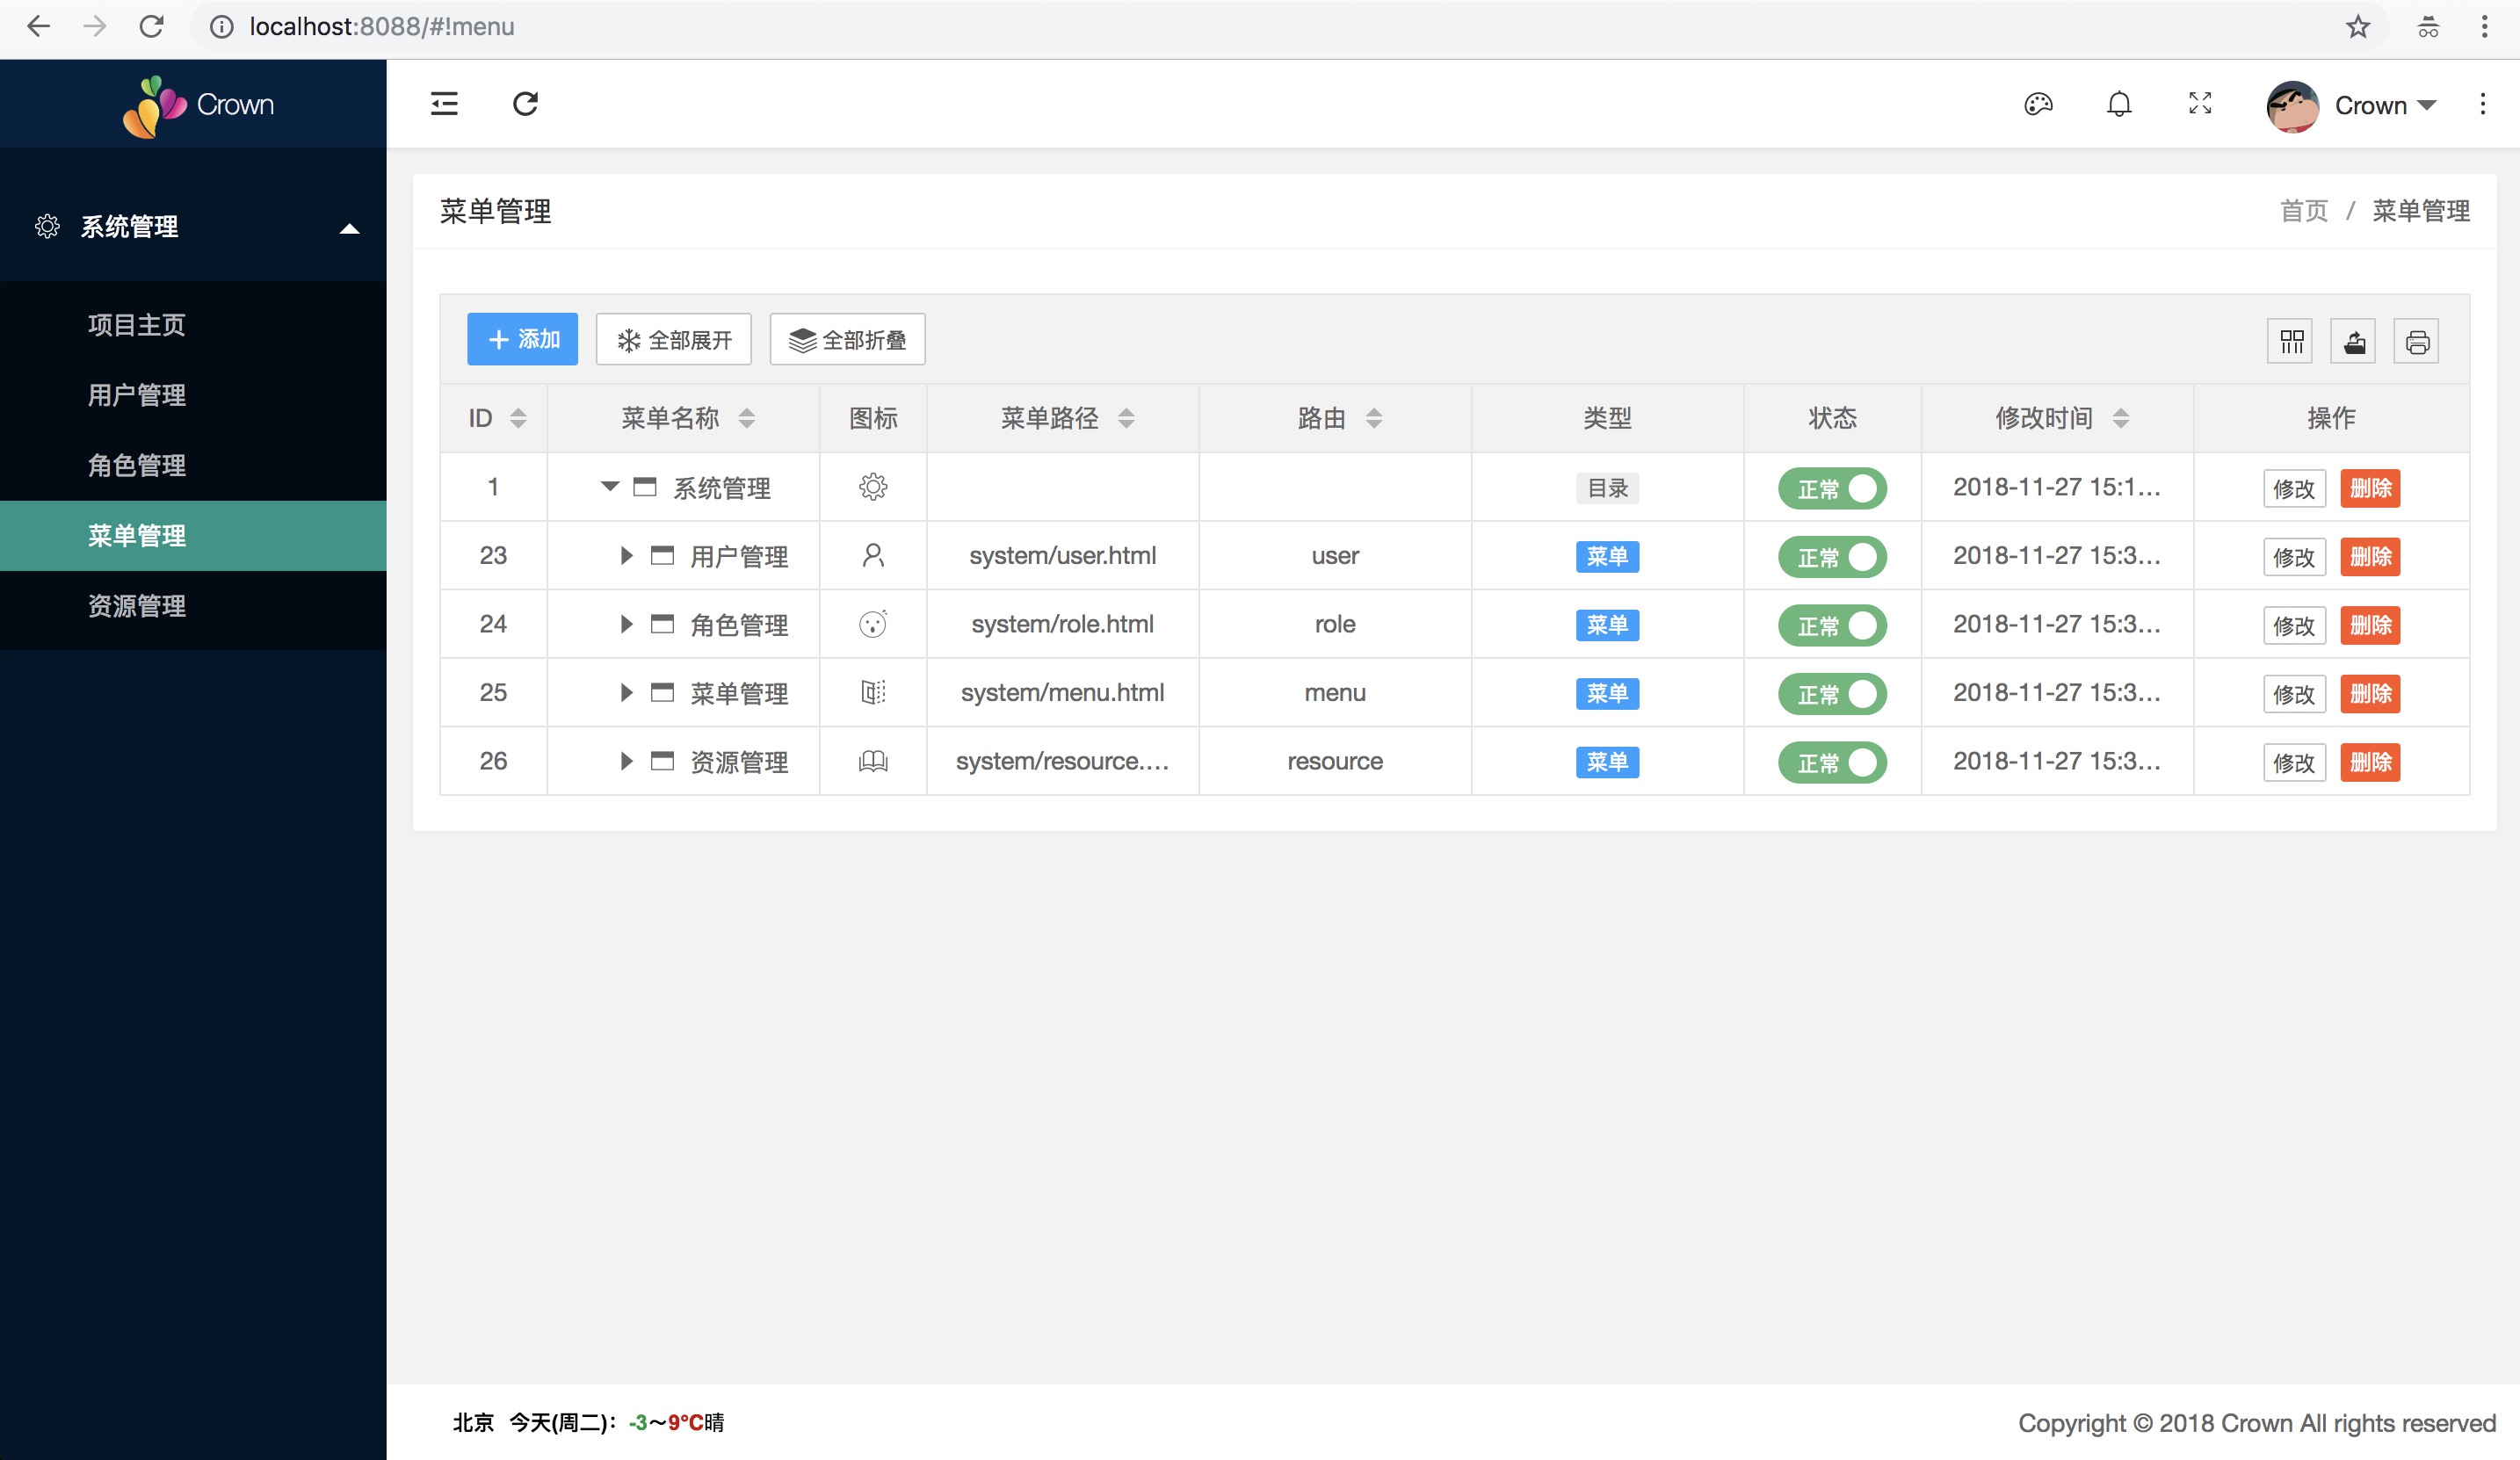 localhost:8088/#!menu
Crown
Crown
系统管理
项目主页
用户管理
角色管理
菜单管理
资源管理
菜单管理
首页 / 菜单管理
添加 全部展开 全部折叠
ID 菜单名称 图标 菜单路径 路由 类型 状态 修改时间 操作
1 系统管理 目录 正常 2018-11-27 15:1... 修改 删除
23 用户管理 system/user.html user 菜单 正常 2018-11-27 15:3... 修改 删除
24 角色管理 system/role.html role 菜单 正常 2018-11-27 15:3... 修改 删除
25 菜单管理 system/menu.html menu 菜单 正常 2018-11-27 15:3... 修改 删除
26 资源管理 system/resource.... resource 菜单 正常 2018-11-27 15:3... 修改 删除
北京 今天(周二)：-3～9°C晴
Copyright © 2018 Crown All rights reserved